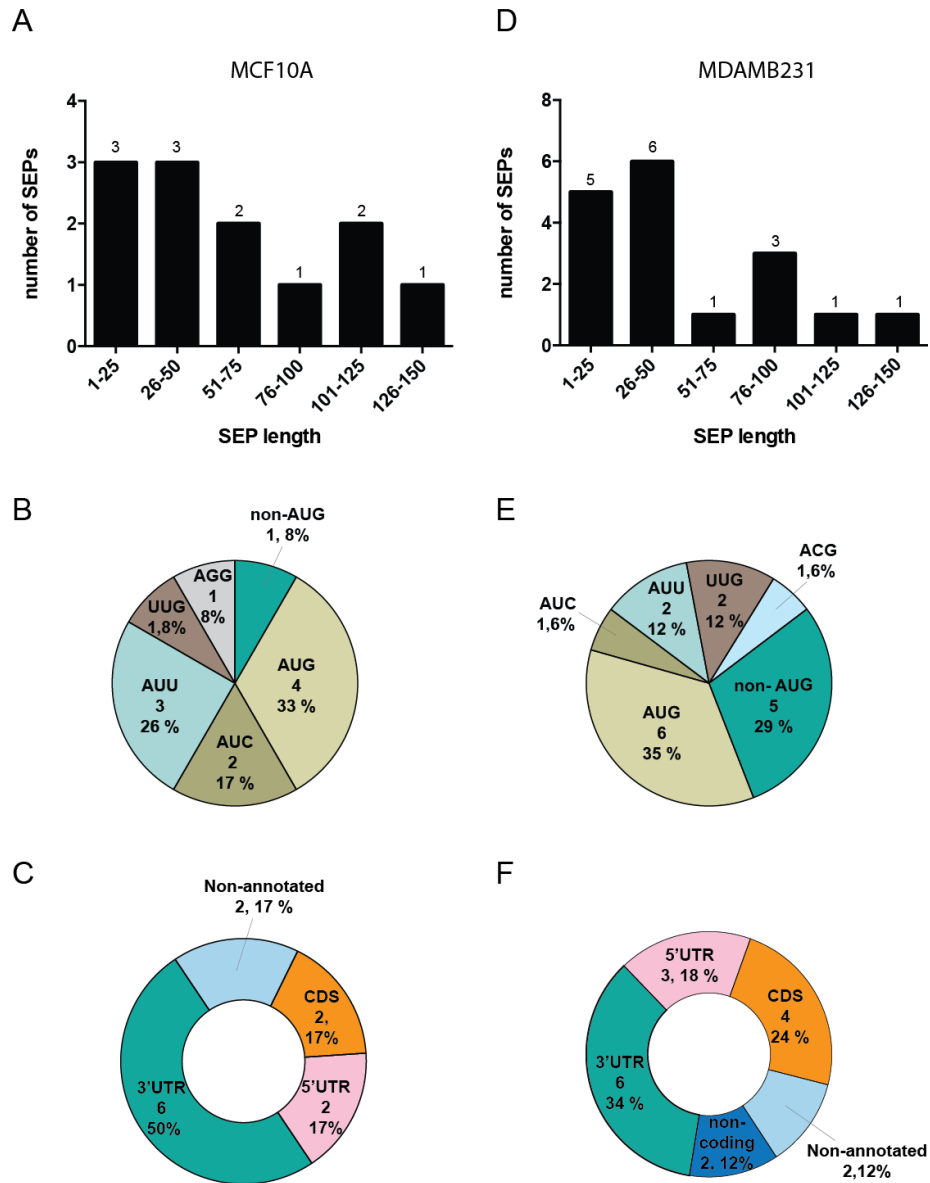 A
MCF10A
number of SEPs
4
3
2
1
0
3
3
2
1
2
1
1-25
26-50
51-75
76-100
101-125
126-150
SEP length
D
MDAMB231
number of SEPs
8
6
4
2
0
5
6
1
3
1
1
1-25
26-50
51-75
76-100
101-125
126-150
SEP length
B
non-AUG
1, 8%
AGG
1
8%
UUG
1,8%
AUG
4
33 %
AUU
3
26 %
AUC
2
17 %
E
ACG
1,6%
UUG
2
12 %
AUU
2
12 %
AUC
1,6%
non- AUG
5
29 %
AUG
6
35 %
C
Non-annotated
2, 17 %
CDS
2,
17%
3'UTR
6
50%
5'UTR
2
17%
F
5'UTR
3, 18 %
CDS
4
24 %
3'UTR
6
34 %
non-
coding
2. 12%
Non-annotated
2,12%